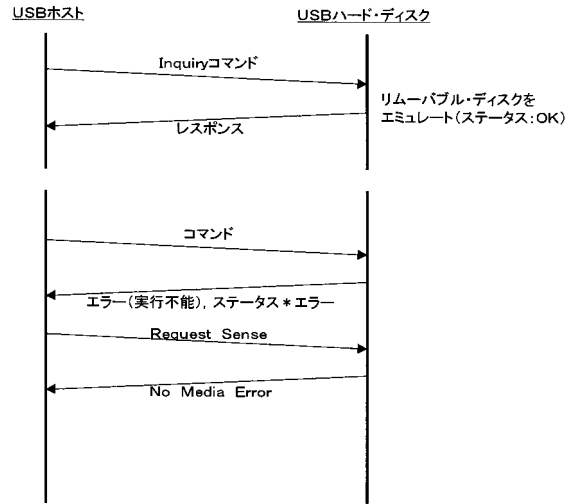 USBホスト
USBハード・ディスク
Inquiryコマンド
リムーバブル・ディスクを
エミュレート(ステータス:OK)
レスポンス
コマンド
エラー(実行不能), ステータス*エラー
Request Sense
No Media Error